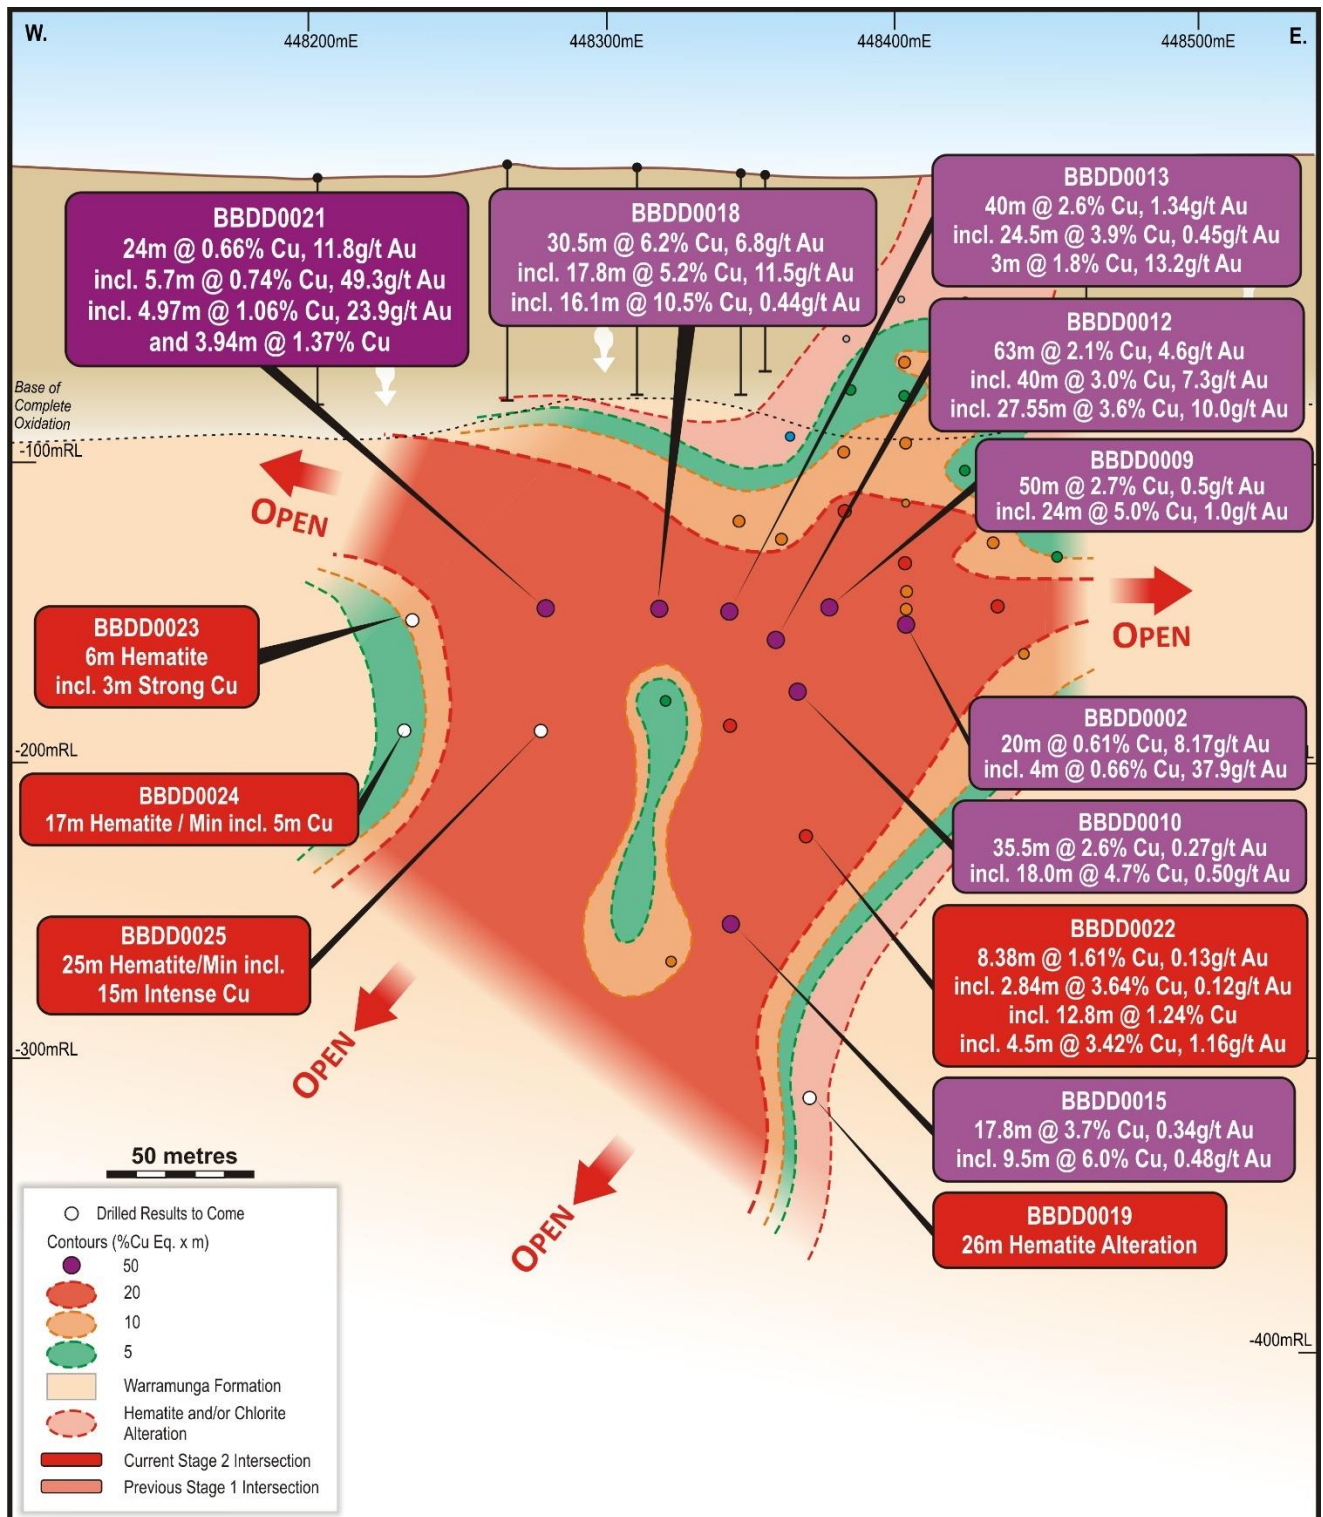 W.
448200mE
448300mE
448400mE
448500mE
E.
BBDD0021
24m @ 0.66% Cu, 11.8g/t Au
incl. 5.7m @ 0.74% Cu, 49.3g/t Au
incl. 4.97m @ 1.06% Cu, 23.9g/t Au
and 3.94m @ 1.37% Cu
BBDD0018
30.5m @ 6.2% Cu, 6.8g/t Au
incl. 17.8m @ 5.2% Cu, 11.5g/t Au
incl. 16.1m @ 10.5% Cu, 0.44g/t Au
BBDD0013
40m @ 2.6% Cu, 1.34g/t Au
incl. 24.5m @ 3.9% Cu, 0.45g/t Au
3m @ 1.8% Cu, 13.2g/t Au
BBDD0012
63m @ 2.1% Cu, 4.6g/t Au
incl. 40m @ 3.0% Cu, 7.3g/t Au
incl. 27.55m @ 3.6% Cu, 10.0g/t Au
Base of
Complete
Oxidation
-100mRL
BBDD0009
50m @ 2.7% Cu, 0.5g/t Au
incl. 24m @ 5.0% Cu, 1.0g/t Au
OPEN
OPEN
BBDD0023
6m Hematite
incl. 3m Strong Cu
-200mRL
BBDD0002
20m @ 0.61% Cu, 8.17g/t Au
incl. 4m @ 0.66% Cu, 37.9g/t Au
BBDD0024
17m Hematite / Min incl. 5m Cu
BBDD0010
35.5m @ 2.6% Cu, 0.27g/t Au
incl. 18.0m @ 4.7% Cu, 0.50g/t Au
BBDD0025
25m Hematite/Min incl.
15m Intense Cu
BBDD0022
8.38m @ 1.61% Cu, 0.13g/t Au
incl. 2.84m @ 3.64% Cu, 0.12g/t Au
incl. 12.8m @ 1.24% Cu
incl. 4.5m @ 3.42% Cu, 1.16g/t Au
-300mRL
OPEN
BBDD0015
17.8m @ 3.7% Cu, 0.34g/t Au
incl. 9.5m @ 6.0% Cu, 0.48g/t Au
OPEN
BBDD0019
26m Hematite Alteration
-400mRL
50 metres
Drilled Results to Come
Contours (%Cu Eq. x m)
50
20
10
5
Warramunga Formation
Hematite and/or Chlorite
Alteration
Current Stage 2 Intersection
Previous Stage 1 Intersection